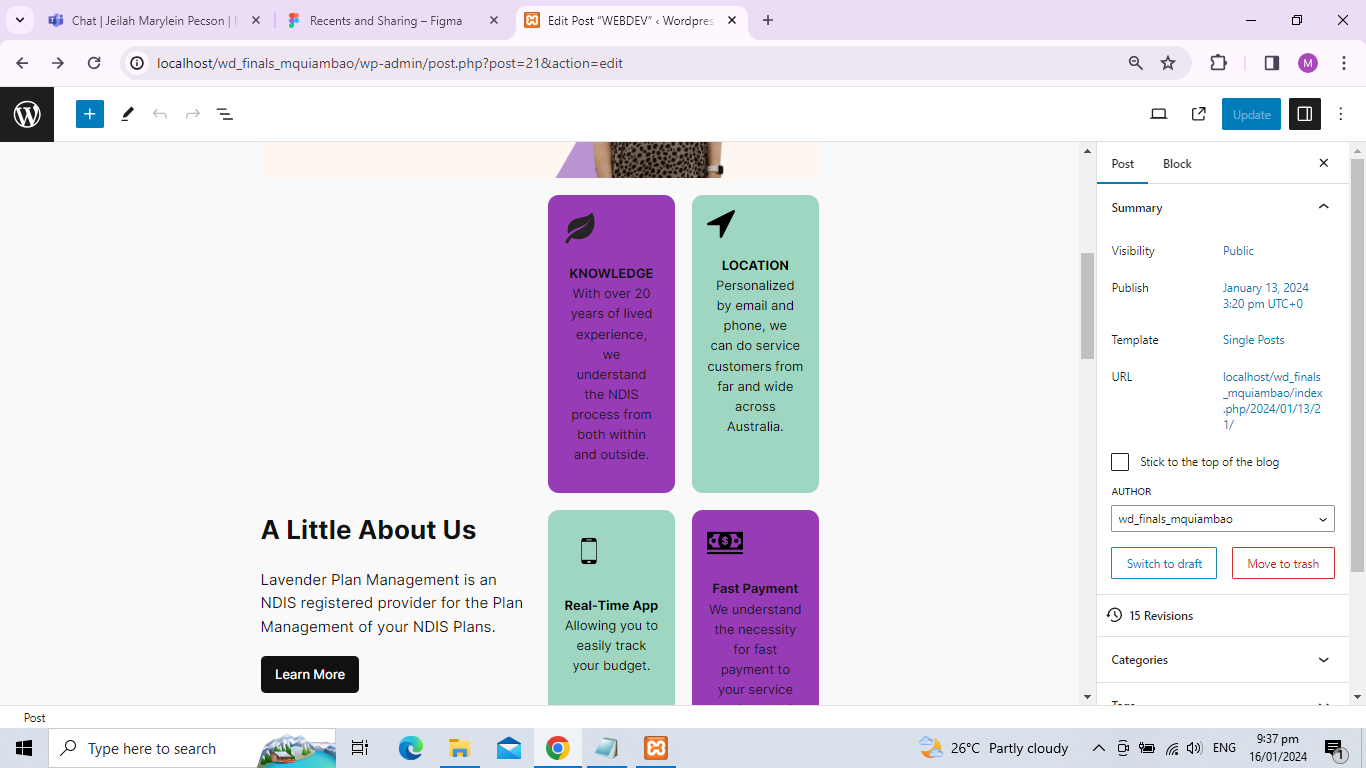 Chat | Jeilah Marylein Pecson |
Recents and Sharing – Figma
Edit Post “WEBDEV” ‹ Wordpres
localhost/wd_finals_mquiambao/wp-admin/post.php?post=21&action=edit
M
Update
KNOWLEDGE
With over 20
years of lived
experience,
we
understand
the NDIS
process from
both within
and outside.
LOCATION
Personalized
by email and
phone, we
can do service
customers from
far and wide
across
Australia.
A Little About Us
Lavender Plan Management is an
NDIS registered provider for the Plan
Management of your NDIS Plans.
Learn More
Real-Time App
Allowing you to
easily track
your budget.
Fast Payment
We understand
the necessity
for fast
payment to
your service
Post
Block
Summary
Visibility
Public
Publish
January 13, 2024
3:20 pm UTC+0
Template
Single Posts
URL
localhost/wd_finals
_mquiambao/index
.php/2024/01/13/2
1/
Stick to the top of the blog
AUTHOR
wd_finals_mquiambao
Switch to draft
Move to trash
15 Revisions
Categories
Tags
Post
Type here to search
26°C Partly cloudy
ENG
9:37 pm
16/01/2024
1